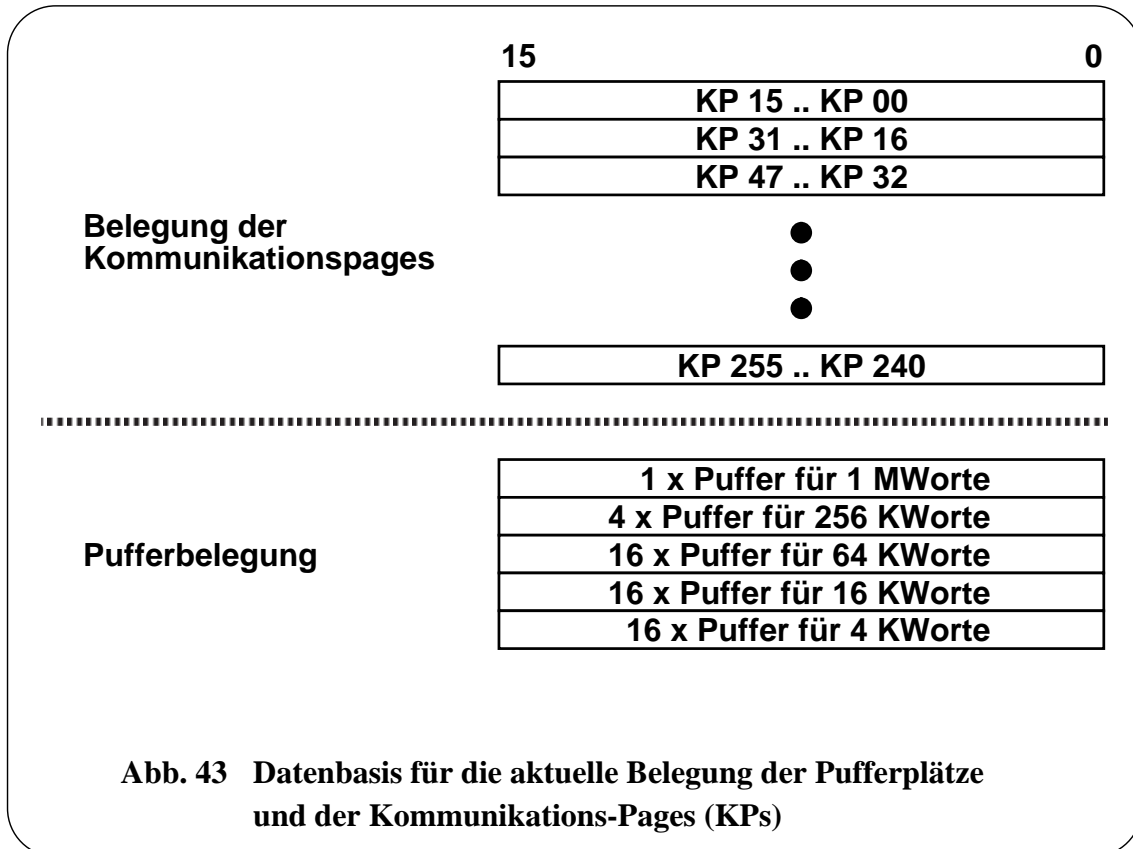 15 0
KP 15 .. KP 00
KP 31 .. KP 16
KP 47 .. KP 32
Belegung der
Kommunikationspages
KP 255 .. KP 240
1 x Puffer für 1 MWorte
4 x Puffer für 256 KWorte
Pufferbelegung
16 x Puffer für 64 KWorte
16 x Puffer für 16 KWorte
16 x Puffer für 4 KWorte
Abb. 43 Datenbasis für die aktuelle Belegung der Pufferplätze
und der Kommunikations-Pages (KPs)